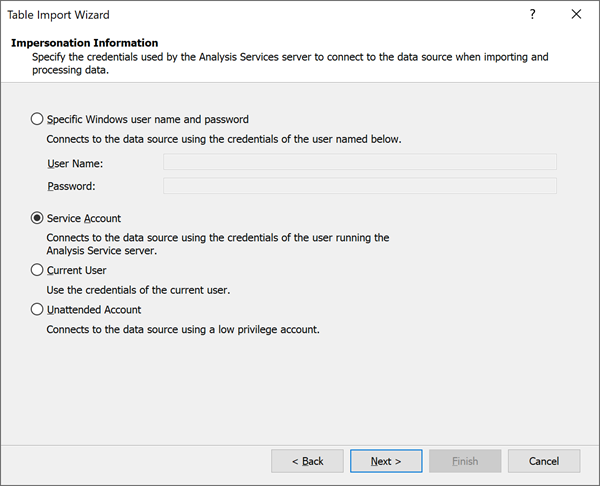 Table Import Wizard
?
Impersonation Information
Specify the credentials used by the Analysis Services server to connect to the data source when importing and
processing data.
Specific Windows user name and password
Connects to the data source using the credentials of the user named below.
User Name:
Password:
Service Account
Connects to the data source using the credentials of the user running the
Analysis Service server.
Current User
Use the credentials of the current user.
Unattended Account
Connects to the data source using a low privilege account.
< Back Next > Finish Cancel